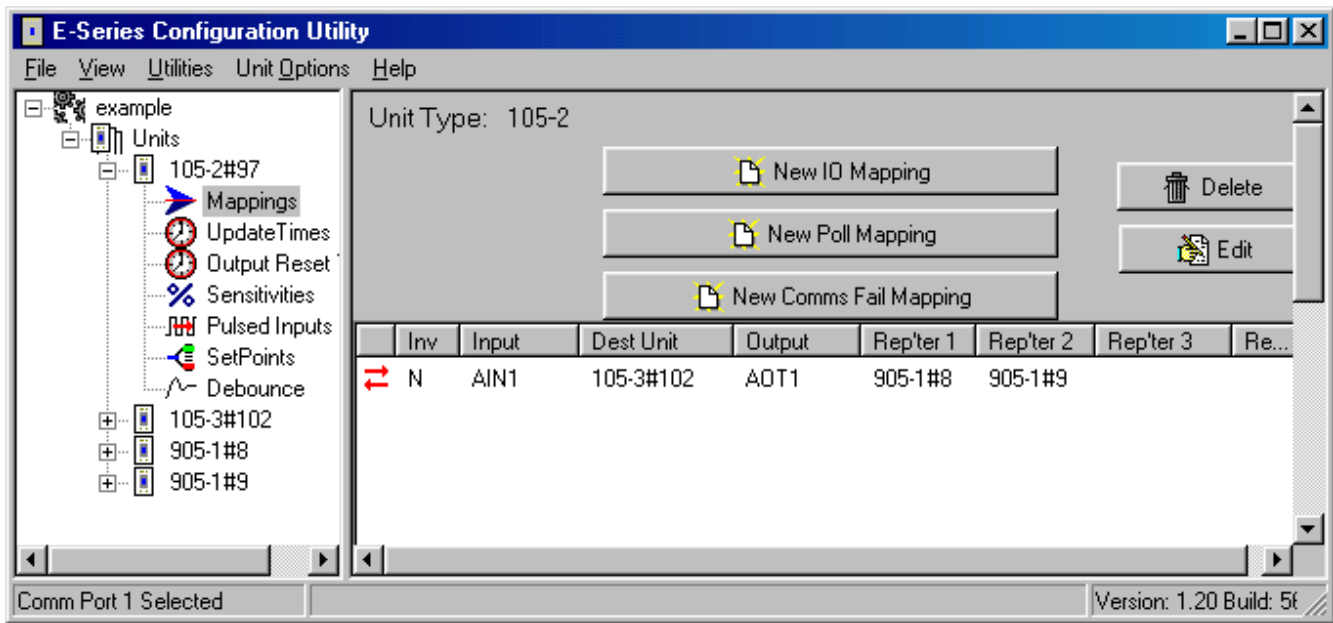 E-Series Configuration Utility
File View Utilities Unit Options Help
example
Units
105-2#97
Mappings
UpdateTimes
Output Reset
Sensitivities
Pulsed Inputs
SetPoints
Debounce
105-3#102
905-1#8
905-1#9
Unit Type: 105-2
New IO Mapping
New Poll Mapping
New Comms Fail Mapping
Delete
Edit
Inv Input Dest Unit Output Rep'ter 1 Rep'ter 2 Rep'ter 3 Re...
N AIN1 105-3#102 AOT1 905-1#8 905-1#9
Comm Port 1 Selected
Version: 1.20 Build: 5